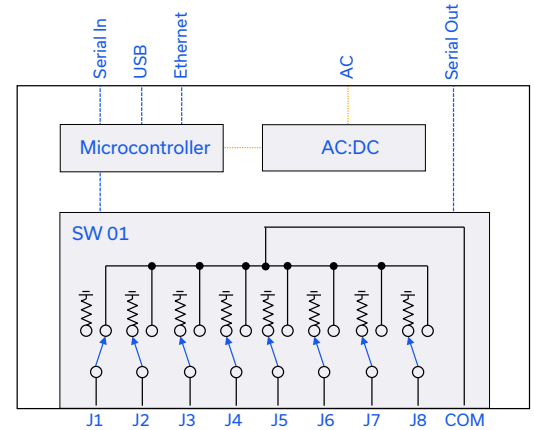 Serial In
USB
Ethernet
AC
Serial Out
Microcontroller
AC:DC
SW 01
J1 J2 J3 J4 J5 J6 J7 J8 COM